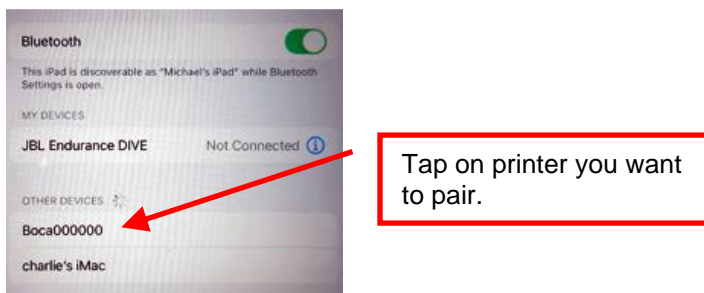 Bluetooth
This iPad is discoverable as "Michael's iPad" while Bluetooth
Settings is open.
MY DEVICES
JBL Endurance DIVE Not Connected
OTHER DEVICES
Boca000000
charlie's iMac
Tap on printer you want
to pair.